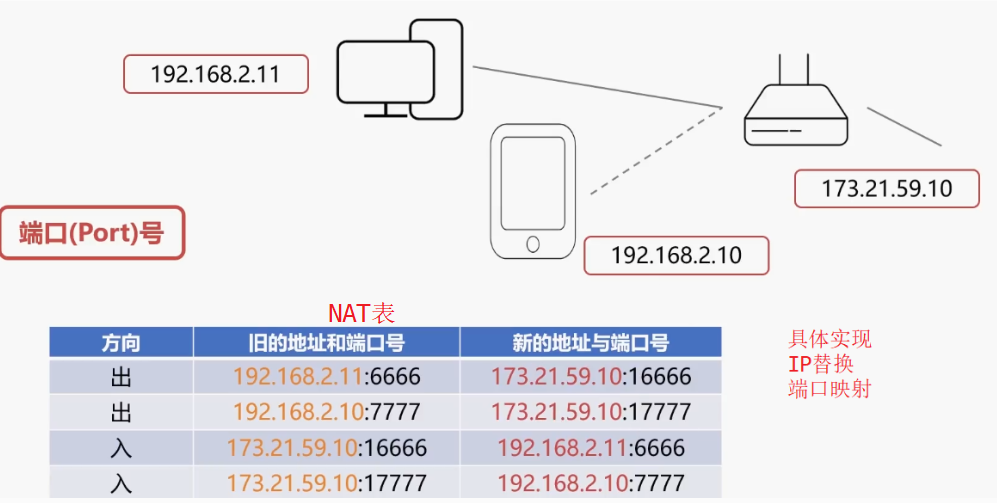 192.168.2.11
173.21.59.10
端口(Port)号
192.168.2.10
NAT表
方向 旧的地址和端口号 新的地址与端口号
出 192.168.2.11:6666 173.21.59.10:16666
出 192.168.2.10:7777 173.21.59.10:17777
入 173.21.59.10:16666 192.168.2.11:6666
入 173.21.59.10:17777 192.168.2.10:7777
具体实现
IP替换
端口映射